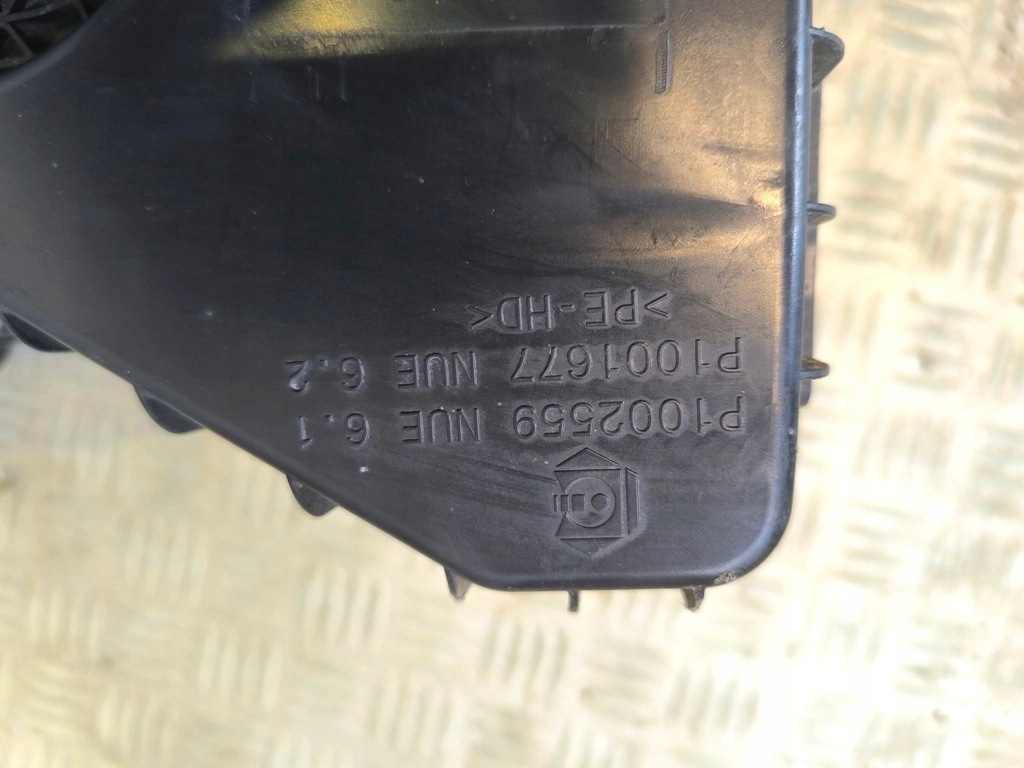 P1002559 NUE 6.1
P1001677 NUE 6.2
>PE-HD<